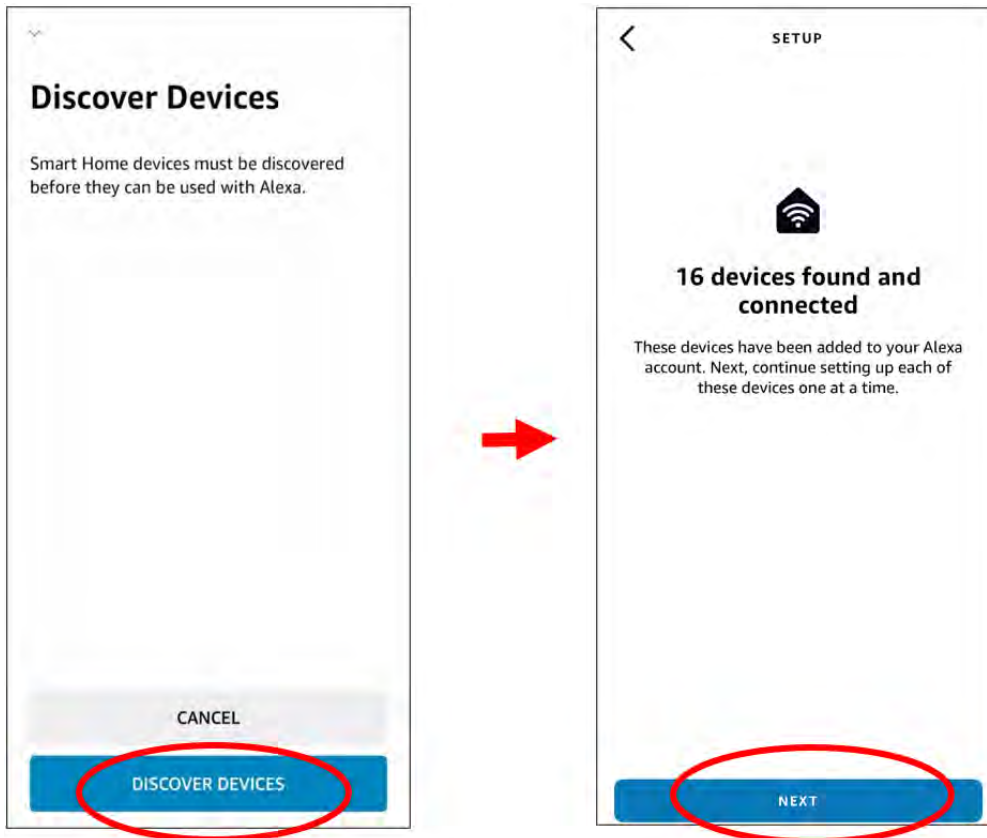 Discover Devices
Smart Home devices must be discovered
before they can be used with Alexa.
CANCEL
DISCOVER DEVICES
SETUP
16 devices found and
connected
These devices have been added to your Alexa
account. Next, continue setting up each of
these devices one at a time.
NEXT